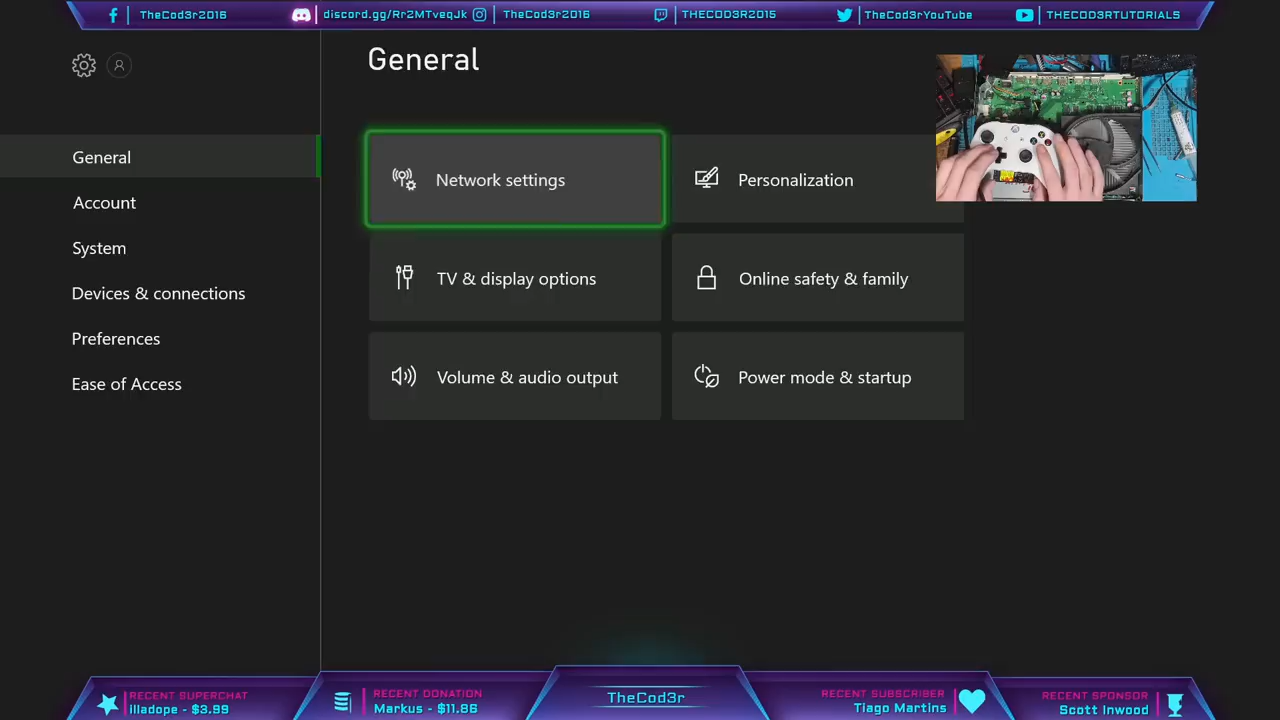 TheCod3r2016
discord.gg/Rr2MTveqJk
TheCod3r2016
THECOD3R2015
TheCod3rYouTube
THECOD3RTUTORIALS
General
General
Account
System
Devices & connections
Preferences
Ease of Access
Network settings
Personalization
TV & display options
Online safety & family
Volume & audio output
Power mode & startup
RECENT SUPERCHAT
illadope - $3.99
RECENT DONATION
Markus - $11.86
TheCod3r
RECENT SUBSCRIBER
Tiago Martins
RECENT SPONSOR
Scott Inwood